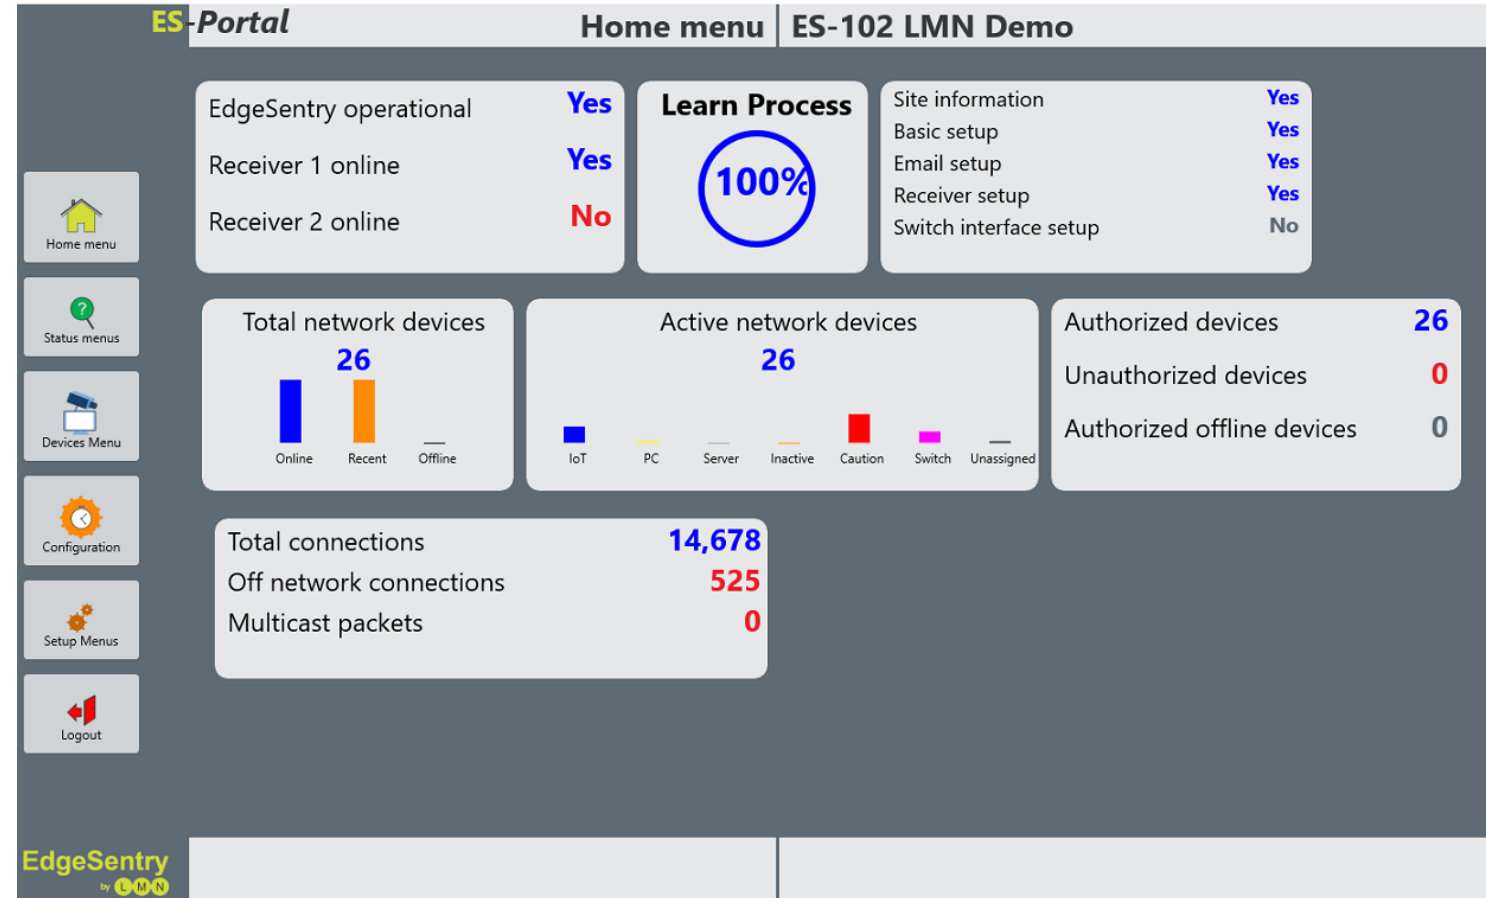 ES-Portal
Home menu
ES-102 LMN Demo
EdgeSentry operational Yes
Receiver 1 online Yes
Receiver 2 online No
Learn Process
100%
Site information Yes
Basic setup Yes
Email setup Yes
Receiver setup Yes
Switch interface setup No
Home menu
Status menus
Devices Menu
Configuration
Setup Menus
Logout
Total network devices
26
Online Recent Offline
Active network devices
26
IoT PC Server Inactive Caution Switch Unassigned
Authorized devices 26
Unauthorized devices 0
Authorized offline devices 0
Total connections 14,678
Off network connections 525
Multicast packets 0
EdgeSentry
by LMN